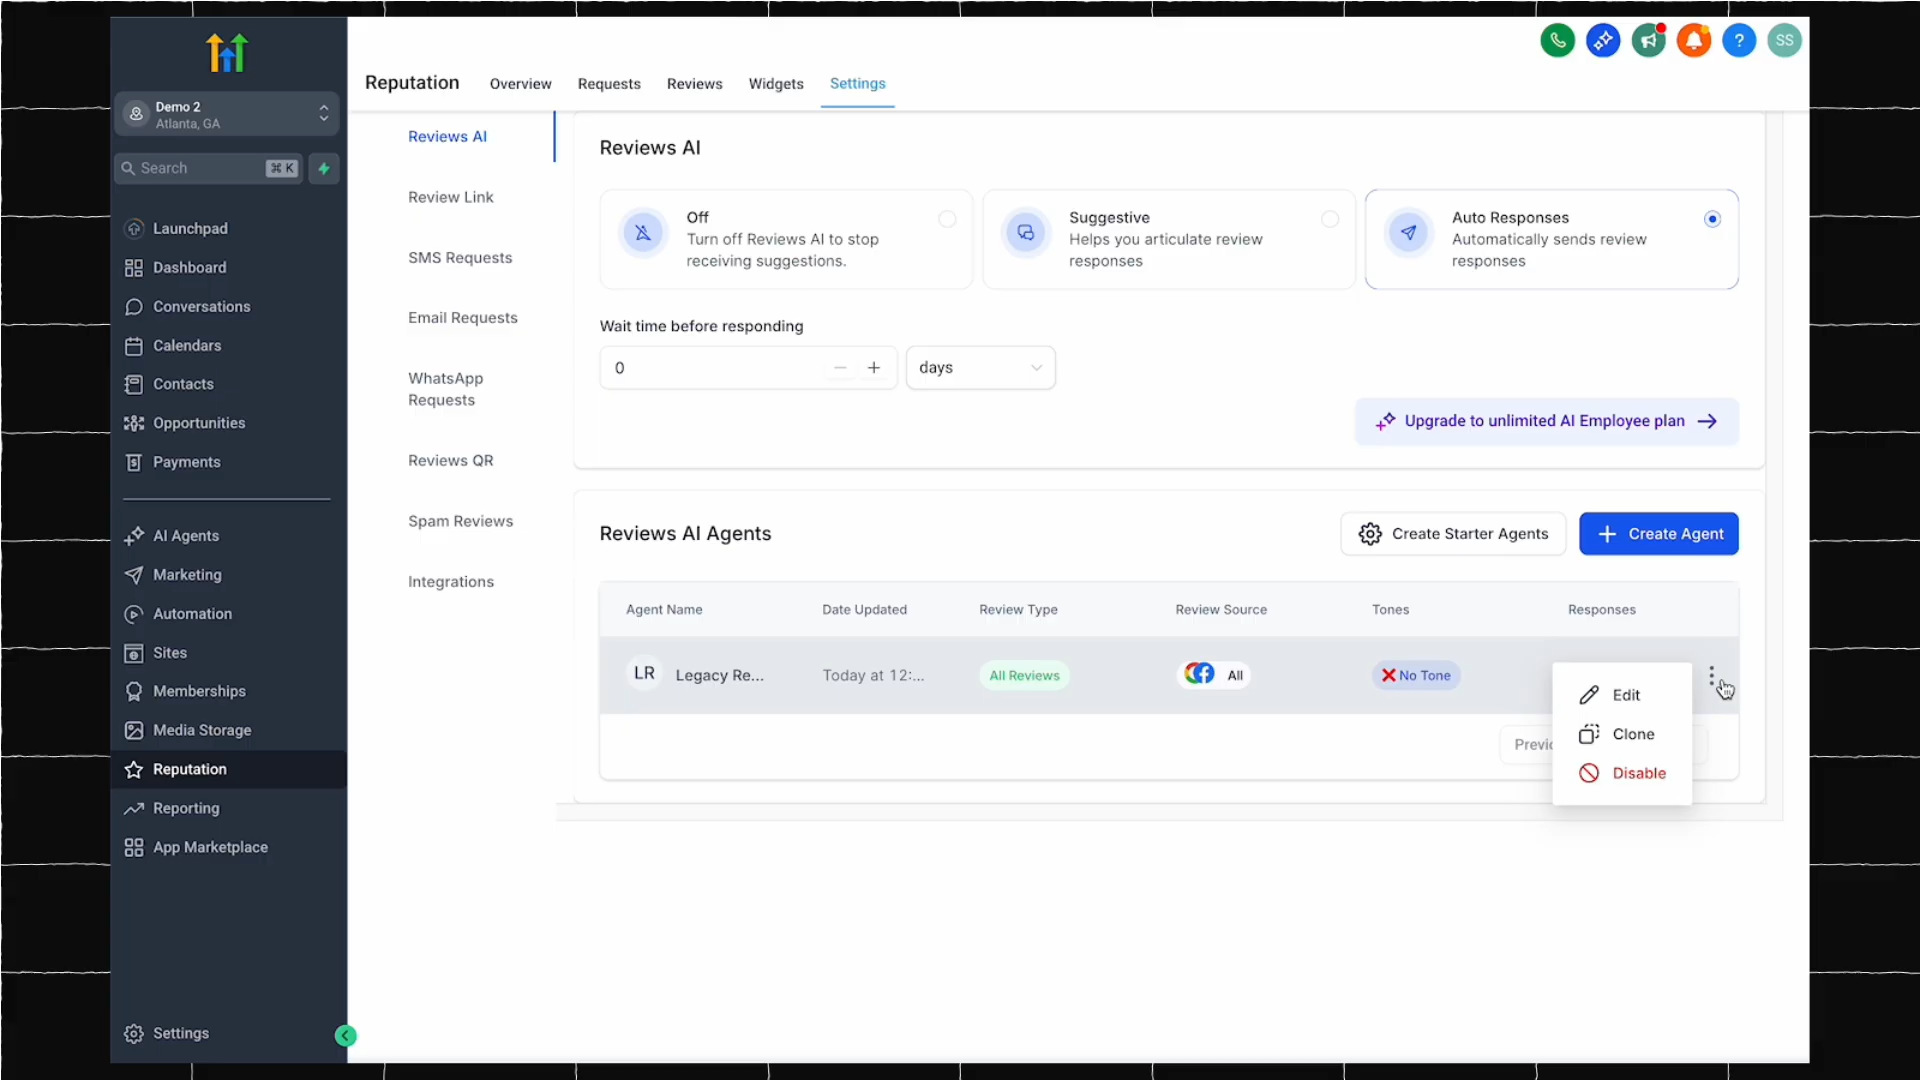 Demo 2
Atlanta, GA
Search
⌘ K
Launchpad
Dashboard
Conversations
Calendars
Contacts
Opportunities
Payments
AI Agents
Marketing
Automation
Sites
Memberships
Media Storage
Reputation
Reporting
App Marketplace
Settings
SS
Reputation
Overview
Requests
Reviews
Widgets
Settings
Reviews AI
Review Link
SMS Requests
Email Requests
WhatsApp
Requests
Reviews QR
Spam Reviews
Integrations
Reviews AI
Off
Turn off Reviews AI to stop
receiving suggestions.
Suggestive
Helps you articulate review
responses
Auto Responses
Automatically sends review
responses
Wait time before responding
0
days
Upgrade to unlimited AI Employee plan
Reviews AI Agents
Create Starter Agents
Create Agent
Agent Name
Date Updated
Review Type
Review Source
Tones
Responses
LR
Legacy Re...
Today at 12:...
All Reviews
All
No Tone
Edit
Clone
Disable